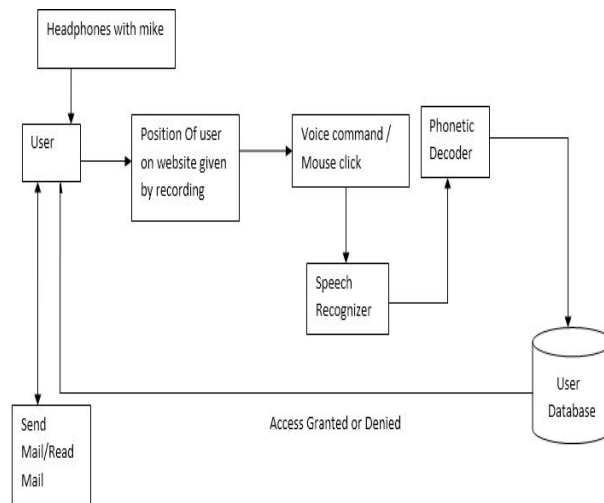 Headphones with mike
User
Position Of user
on website given
by recording
Voice command /
Mouse click
Phonetic
Decoder
Speech
Recognizer
User
Database
Access Granted or Denied
Send
Mail/Read
Mail